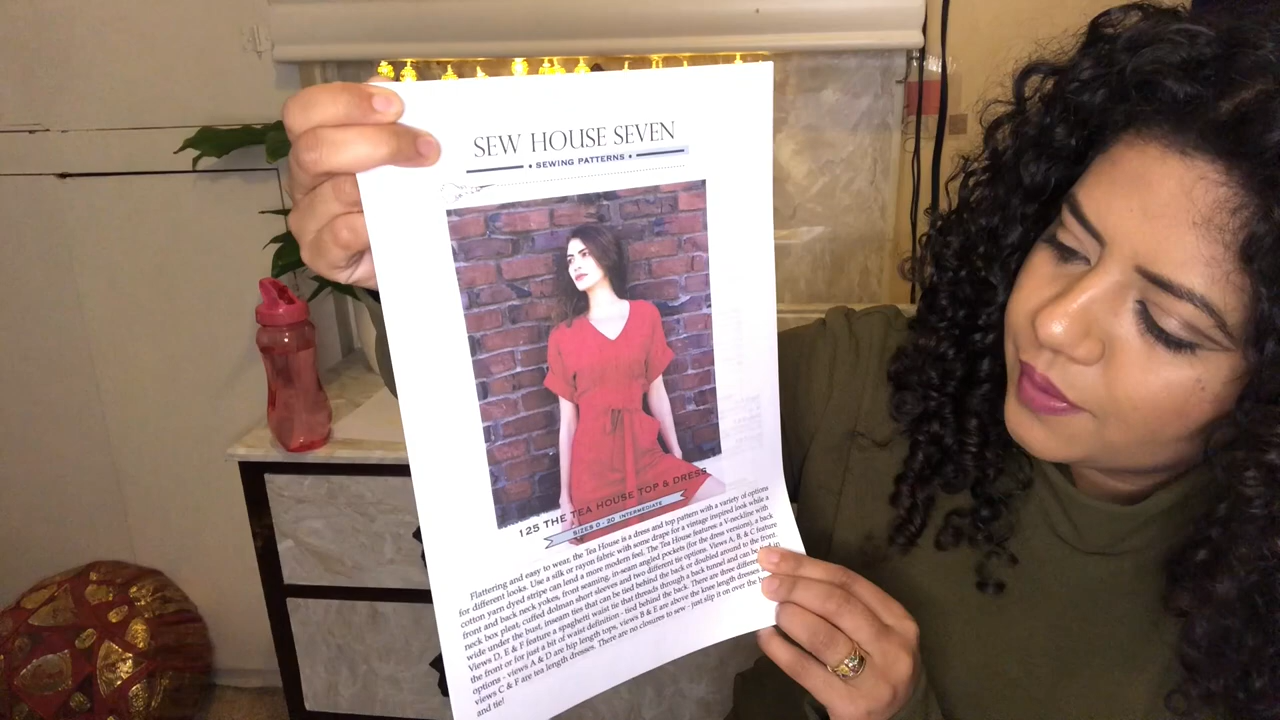 SEW HOUSE SEVEN
• SEWING PATTERNS •
125 THE TEA HOUSE TOP & DRESS
SIZES 0 - 20 INTERMEDIATE
Flattering and easy to wear, the Tea House is a dress and top pattern with a variety of options
for different looks. Use a silk or rayon fabric with some drape for a vintage inspired look while a
cotton yarn dyed stripe can lend a more modern feel. The Tea House features: a V-neckline with
front and back neck yokes, front seaming, in-seam angled pockets (for the dress versions), a back
neck box pleat, cuffed dolman short sleeves and two different tie options. Views A, B, & C feature
wide under the bust, inseam ties that can be tied behind the back or doubled around to the front.
Views D, E & F feature a spaghetti waist tie that threads through a back tunnel and can be tied in
the front or for just a bit of waist definition - tied behind the back. There are three
options - views A & D are hip length tops, views B & E are above the knee length dresses
views C & F are tea length dresses. There are no closures to sew - just slip it on over the
and tie!